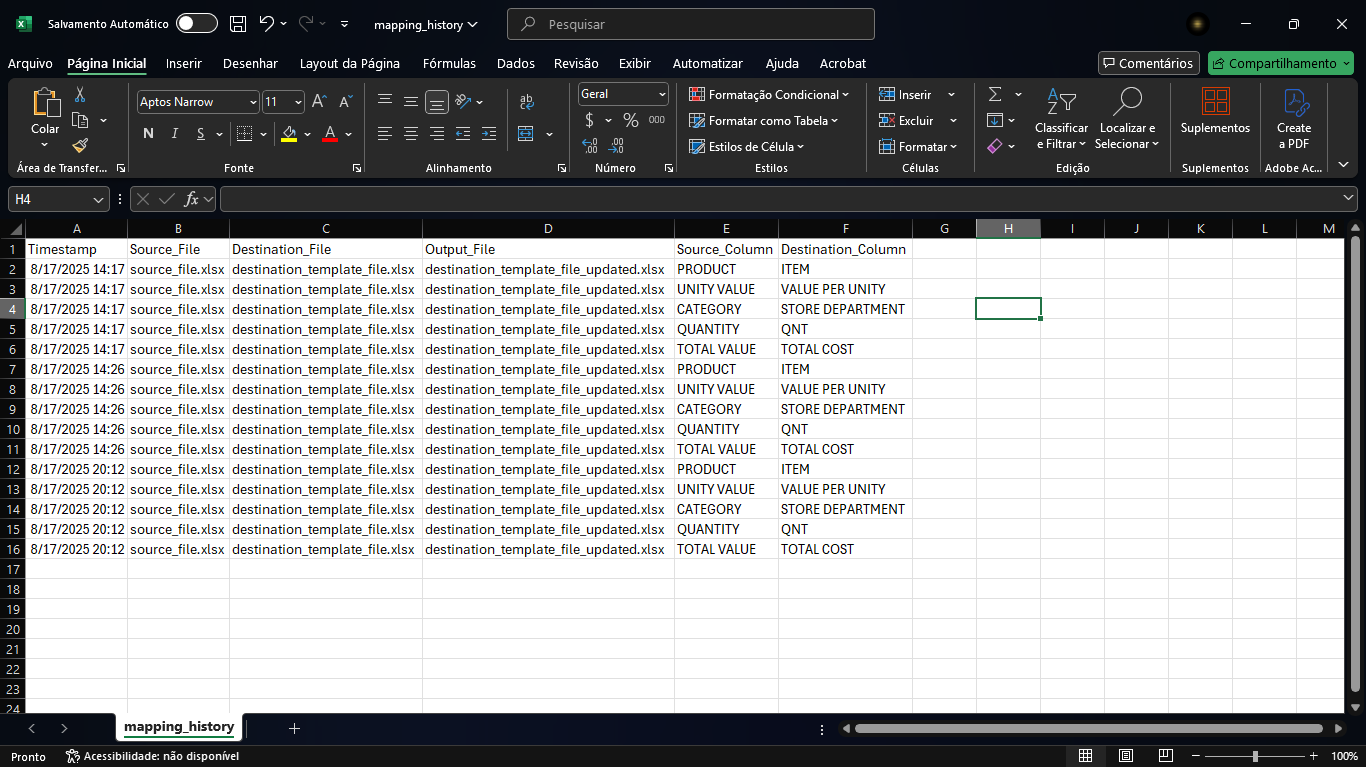 Salvamento Automático mapping_history Pesquisar
Arquivo Página Inicial Inserir Desenhar Layout da Página Fórmulas Dados Revisão Exibir Automatizar Ajuda Acrobat Comentários Compartilhamento
Colar
Aptos Narrow 11
N I S A
ab
Geral
$ % 000
Formatação Condicional
Formatar como Tabela
Estilos de Célula
Inserir
Excluir
Formatar
Classificar e Filtrar
Localizar e Selecionar
Suplementos
Create a PDF
Área de Transfer... Fonte Alinhamento Número Estilos Células Edição Suplementos Adobe Ac...
H4 fx
A B C D E F G H I J K L M
1 Timestamp Source_File Destination_File Output_File Source_Column Destination_Column
2 8/17/2025 14:17 source_file.xlsx destination_template_file.xlsx destination_template_file_updated.xlsx PRODUCT ITEM
3 8/17/2025 14:17 source_file.xlsx destination_template_file.xlsx destination_template_file_updated.xlsx UNITY VALUE VALUE PER UNITY
4 8/17/2025 14:17 source_file.xlsx destination_template_file.xlsx destination_template_file_updated.xlsx CATEGORY STORE DEPARTMENT
5 8/17/2025 14:17 source_file.xlsx destination_template_file.xlsx destination_template_file_updated.xlsx QUANTITY QNT
6 8/17/2025 14:17 source_file.xlsx destination_template_file.xlsx destination_template_file_updated.xlsx TOTAL VALUE TOTAL COST
7 8/17/2025 14:26 source_file.xlsx destination_template_file.xlsx destination_template_file_updated.xlsx PRODUCT ITEM
8 8/17/2025 14:26 source_file.xlsx destination_template_file.xlsx destination_template_file_updated.xlsx UNITY VALUE VALUE PER UNITY
9 8/17/2025 14:26 source_file.xlsx destination_template_file.xlsx destination_template_file_updated.xlsx CATEGORY STORE DEPARTMENT
10 8/17/2025 14:26 source_file.xlsx destination_template_file.xlsx destination_template_file_updated.xlsx QUANTITY QNT
11 8/17/2025 14:26 source_file.xlsx destination_template_file.xlsx destination_template_file_updated.xlsx TOTAL VALUE TOTAL COST
12 8/17/2025 20:12 source_file.xlsx destination_template_file.xlsx destination_template_file_updated.xlsx PRODUCT ITEM
13 8/17/2025 20:12 source_file.xlsx destination_template_file.xlsx destination_template_file_updated.xlsx UNITY VALUE VALUE PER UNITY
14 8/17/2025 20:12 source_file.xlsx destination_template_file.xlsx destination_template_file_updated.xlsx CATEGORY STORE DEPARTMENT
15 8/17/2025 20:12 source_file.xlsx destination_template_file.xlsx destination_template_file_updated.xlsx QUANTITY QNT
16 8/17/2025 20:12 source_file.xlsx destination_template_file.xlsx destination_template_file_updated.xlsx TOTAL VALUE TOTAL COST
17
18
19
20
21
22
23
24
mapping_history
Pronto Acessibilidade: não disponível 100%